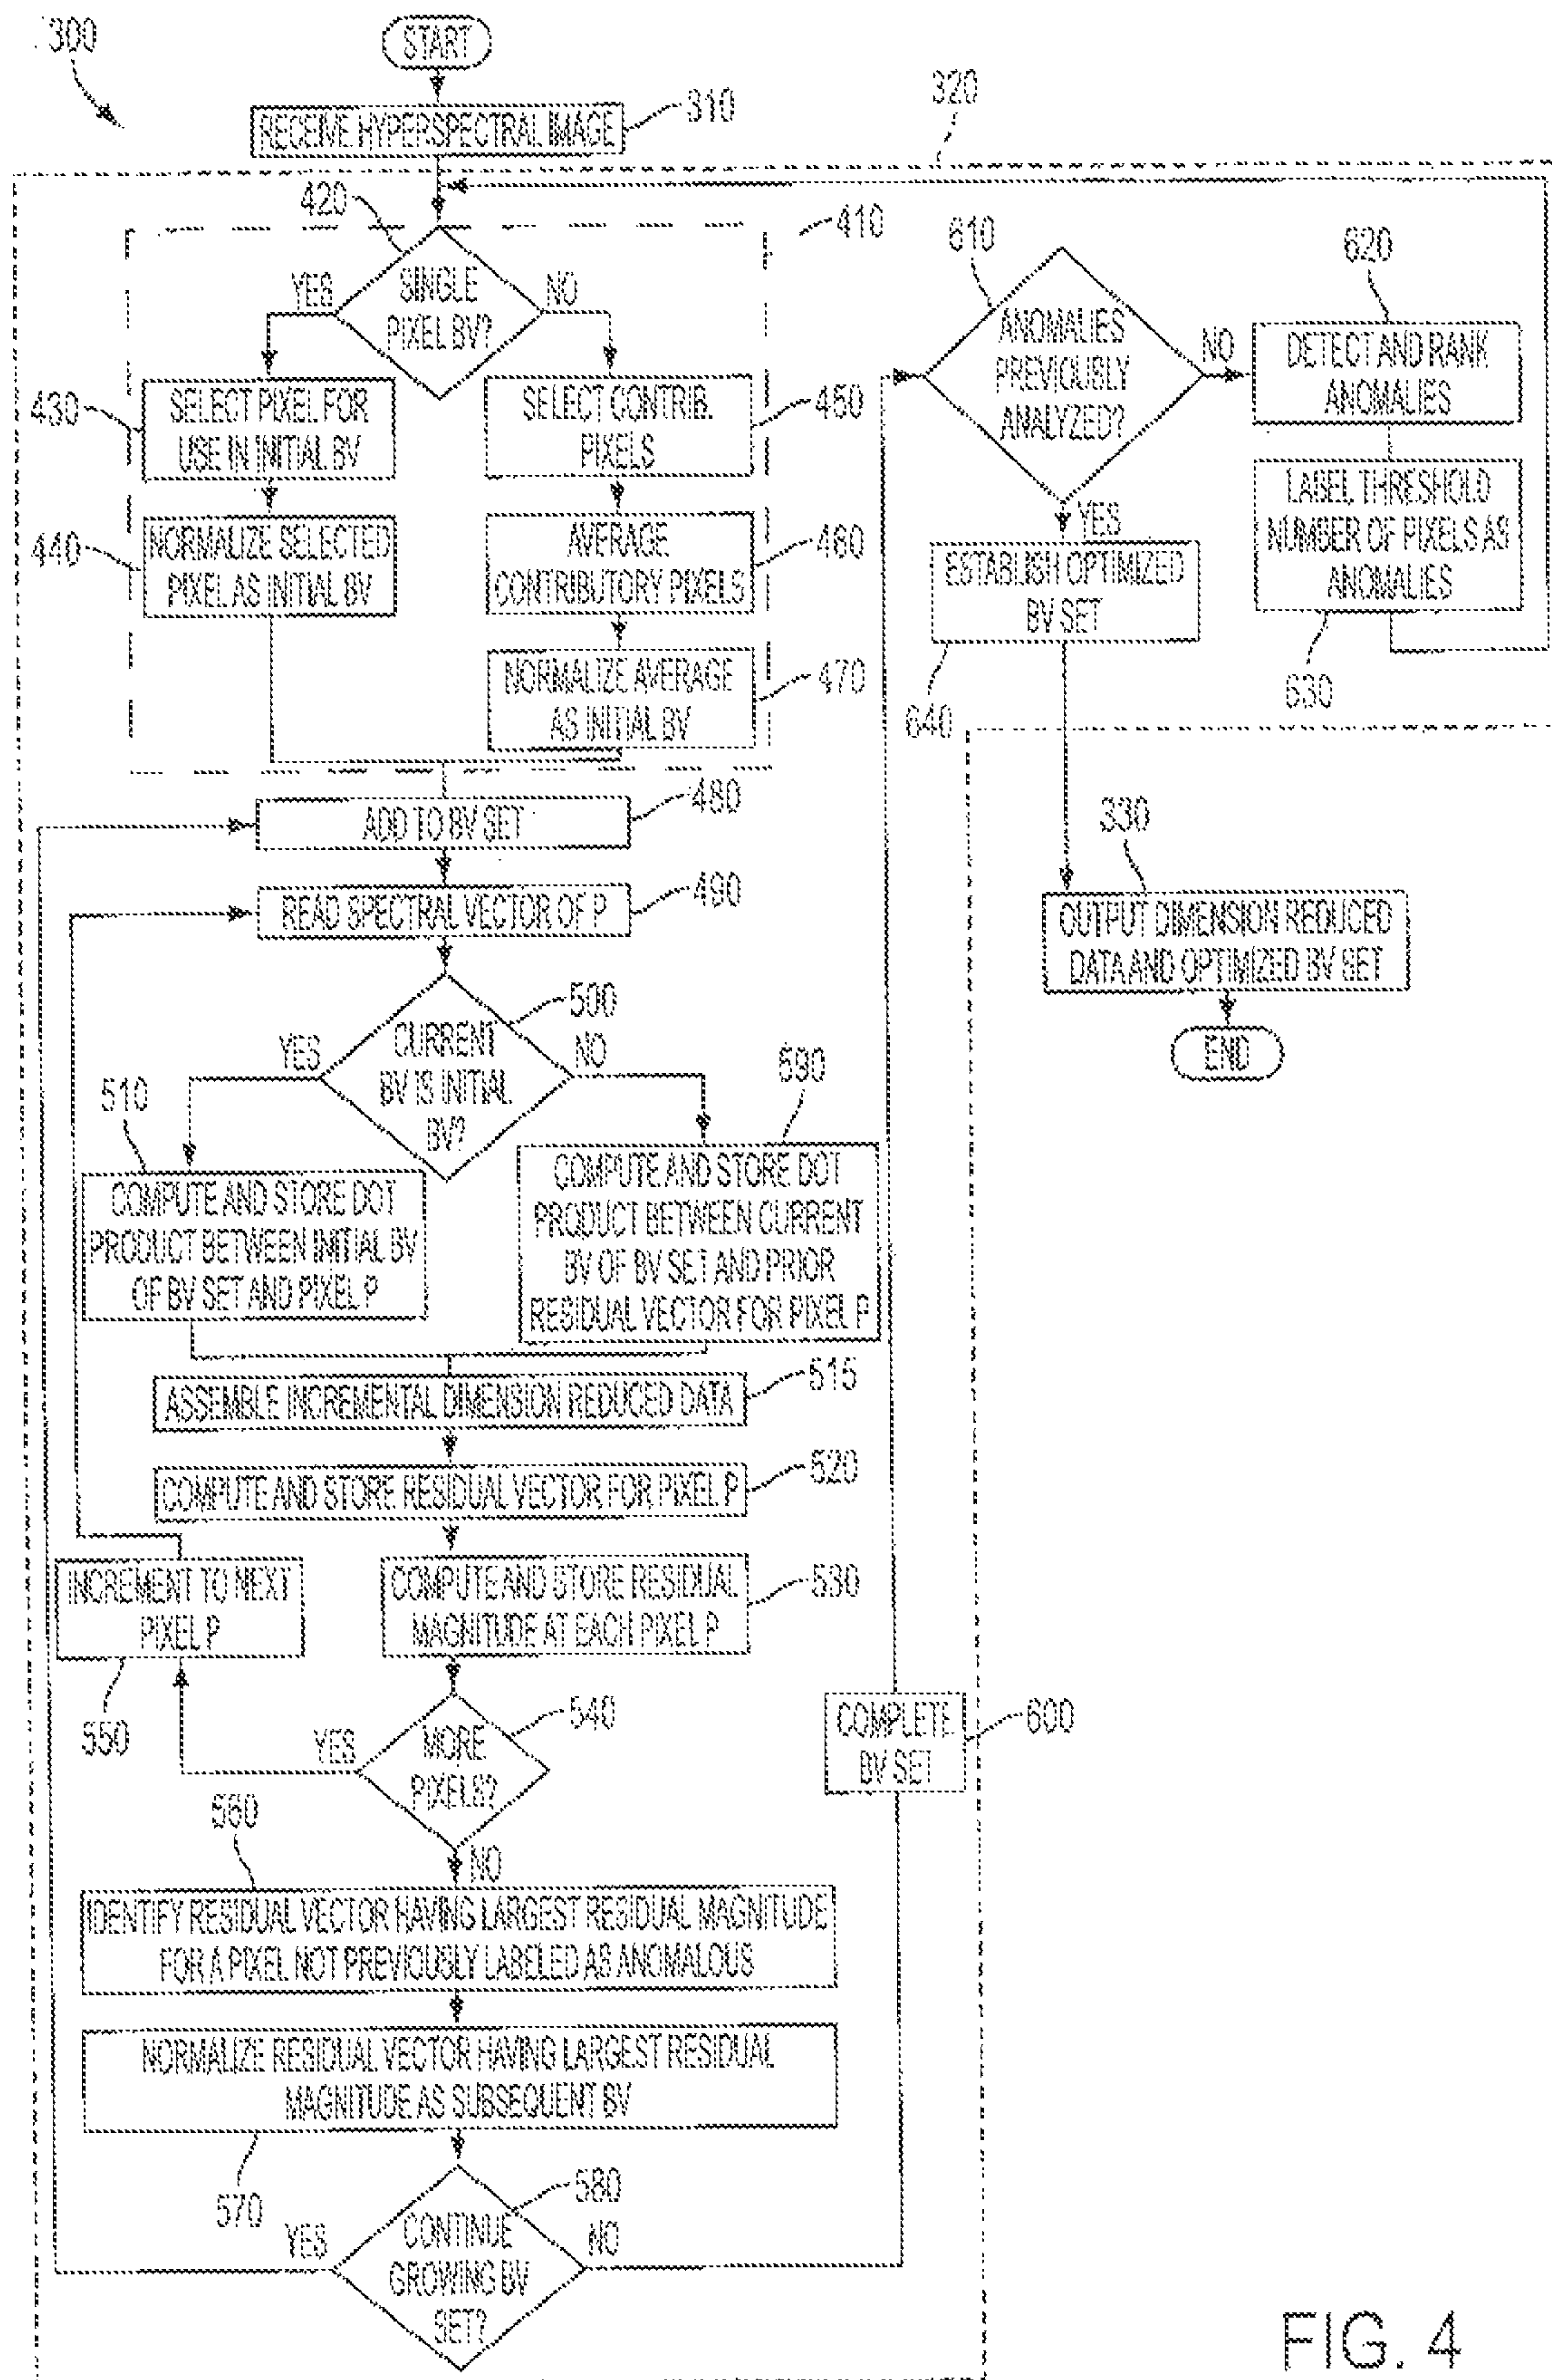 300
START
RECEIVE HYPERSPECTRAL IMAGE
310
320
410
420
SINGLE
PIXEL BV?
YES
NO
430
SELECT PIXEL FOR
USE IN INITIAL BV
SELECT CONTRIB.
PIXELS
450
440
NORMALIZE SELECTED
PIXEL AS INITIAL BV
AVERAGE
CONTRIBUTORY PIXELS
460
NORMALIZE AVERAGE
AS INITIAL BV
470
ADD TO BV SET
480
READ SPECTRAL VECTOR OF P
490
CURRENT
BV IS INITIAL
BV?
500
YES
NO
510
COMPUTE AND STORE DOT
PRODUCT BETWEEN INITIAL BV
OF BV SET AND PIXEL P
590
COMPUTE AND STORE DOT
PRODUCT BETWEEN CURRENT
BV OF BV SET AND PRIOR
RESIDUAL VECTOR FOR PIXEL P
ASSEMBLE INCREMENTAL DIMENSION REDUCED DATA
515
COMPUTE AND STORE RESIDUAL VECTOR FOR PIXEL P
520
INCREMENT TO NEXT
PIXEL P
550
COMPUTE AND STORE RESIDUAL
MAGNITUDE AT EACH PIXEL P
530
MORE
PIXELS?
540
YES
NO
560
IDENTIFY RESIDUAL VECTOR HAVING LARGEST RESIDUAL MAGNITUDE
FOR A PIXEL NOT PREVIOUSLY LABELED AS ANOMALOUS
NORMALIZE RESIDUAL VECTOR HAVING LARGEST RESIDUAL
MAGNITUDE AS SUBSEQUENT BV
570
580
CONTINUE
GROWING BV
SET?
YES
NO
COMPLETE
BV SET
600
610
ANOMALIES
PREVIOUSLY
ANALYZED?
NO
YES
620
DETECT AND RANK
ANOMALIES
LABEL THRESHOLD
NUMBER OF PIXELS AS
ANOMALIES
630
ESTABLISH OPTIMIZED
BV SET
640
330
OUTPUT DIMENSION REDUCED
DATA AND OPTIMIZED BV SET
END
FIG. 4